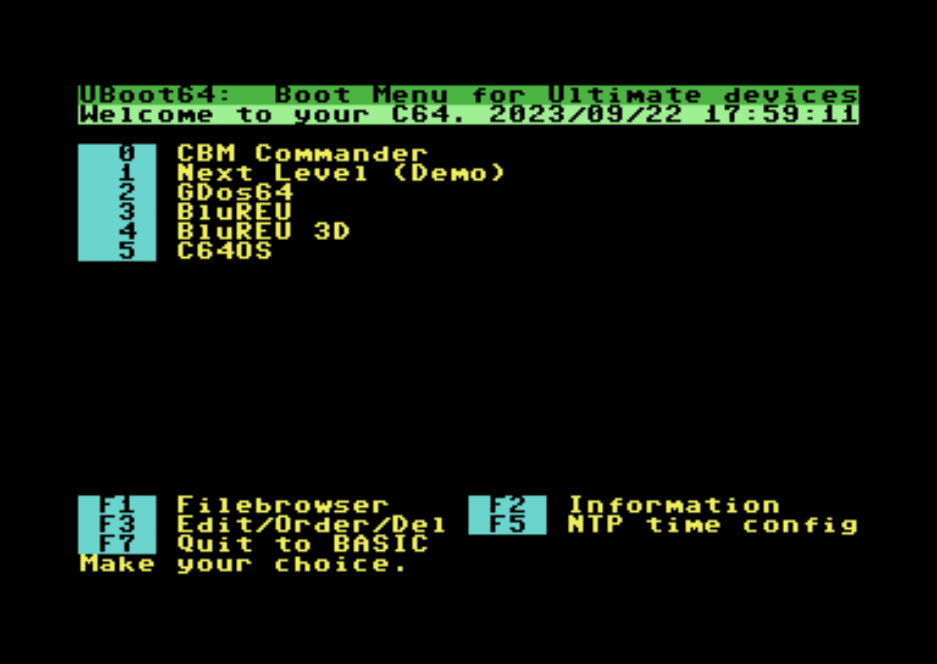 UBoot64:  Boot Menu for Ultimate devices
Welcome to your C64. 2023/09/22 17:59:11
0 CBM Commander
1 Next Level (Demo)
2 GDos64
3 BluREU
4 BluREU 3D
5 C64OS
F1 Filebrowser F2 Information
F3 Edit/Order/Del F5 NTP time config
F7 Quit to BASIC
Make your choice.